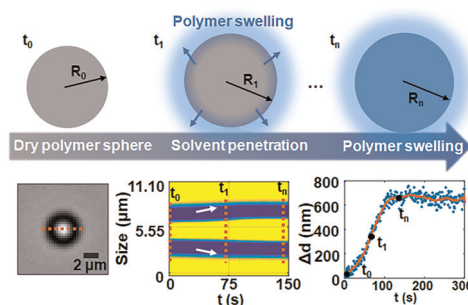 Polymer swelling
t0
t1
tn
R0
R1
...
Rn
Dry polymer sphere
Solvent penetration
Polymer swelling
2 μm
Size (μm)
11.10
5.55
0
t0
t1
tn
0
75
150
t (s)
Δd (nm)
800
600
400
200
0
t0
t1
tn
0
100
200
300
t (s)